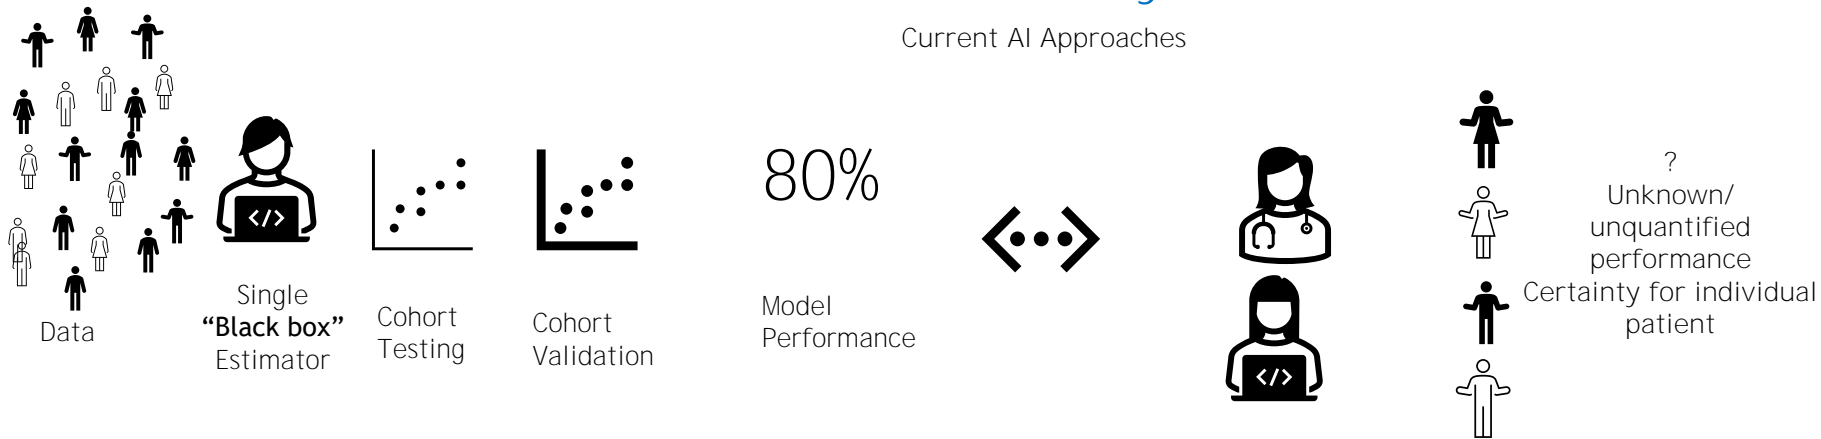 Current AI Approaches
Data
Single
“Black box”
Estimator
</>
Cohort
Testing
Cohort
Validation
80%
Model
Performance
</>
?
Unknown/
unquantified
performance
Certainty for individual
patient